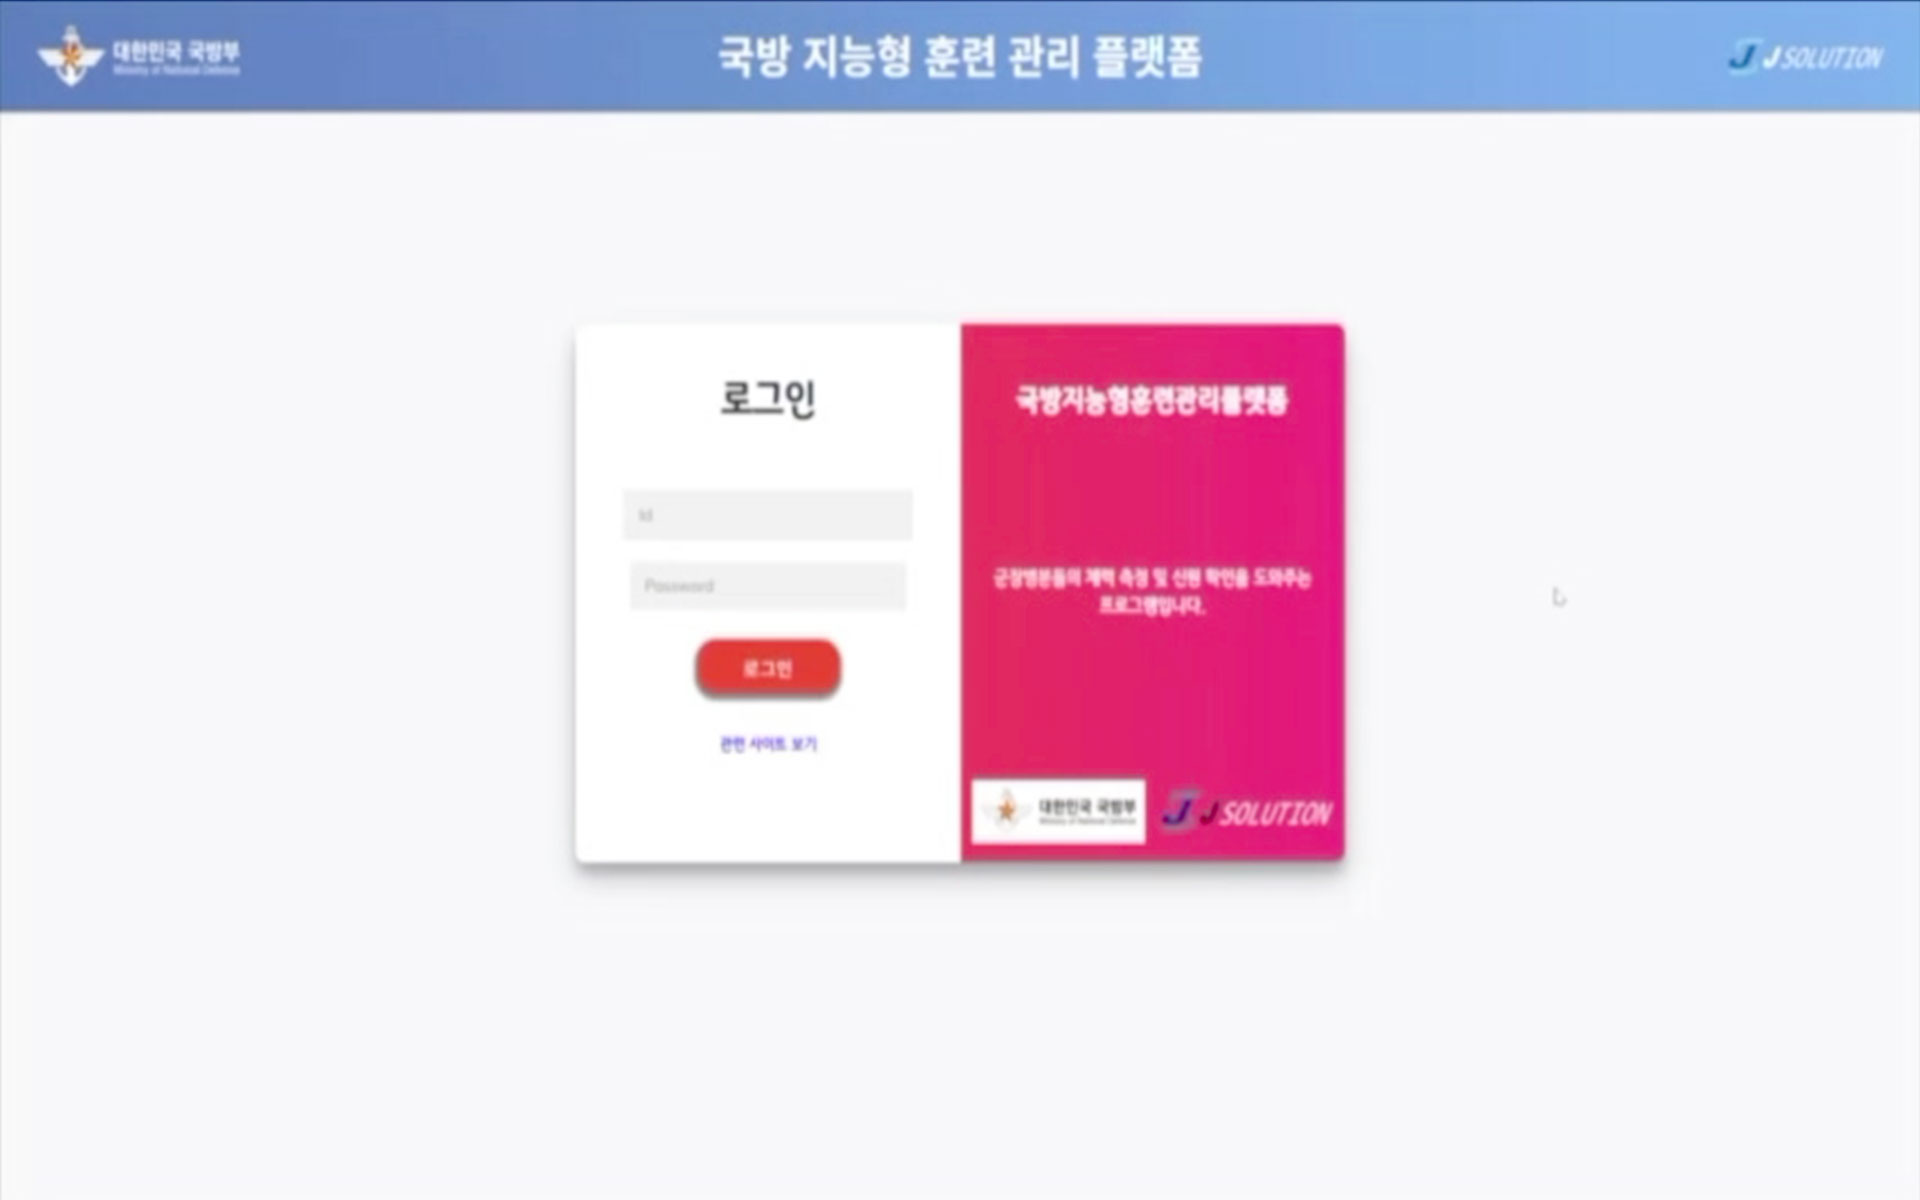 대한민국 국방부
Ministry of National Defense
국방 지능형 훈련 관리 플랫폼
J SOLUTION
로그인
Id
Password
로그인
관련 사이트 보기
국방지능형훈련관리플랫폼
군장병분들의 체력 측정 및 신원 확인을 도와주는
프로그램입니다.
대한민국 국방부
Ministry of National Defense
J SOLUTION